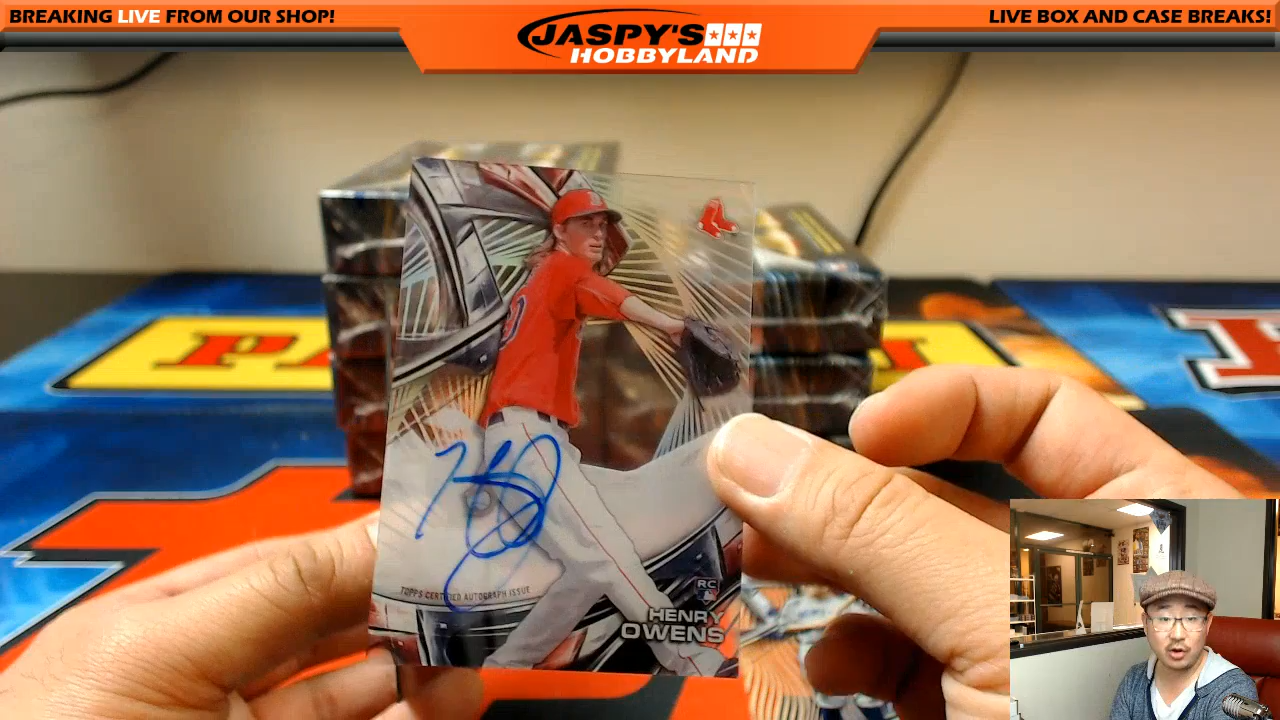 BREAKING LIVE FROM OUR SHOP!
JASPY'S
HOBBYLAND
LIVE BOX AND CASE BREAKS!
TOPPS CERTIFIED AUTOGRAPH ISSUE
RC
HENRY
OWENS